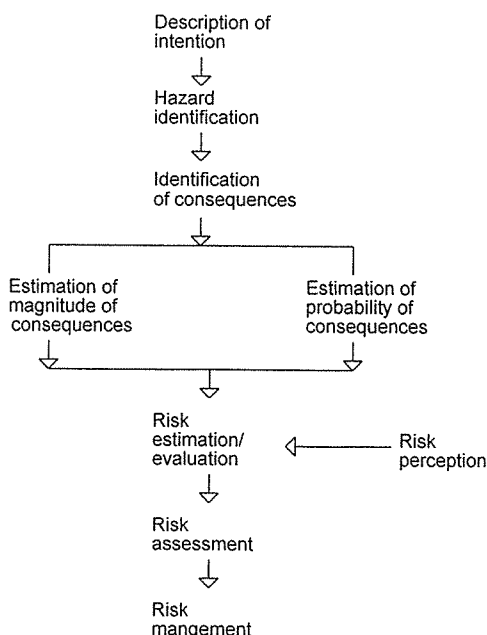 Description of
intention
Hazard
identification
Identification
of consequences
Estimation of
magnitude of
consequences
Estimation of
probability of
consequences
Risk
estimation/
evaluation
Risk
perception
Risk
assessment
Risk
mangement